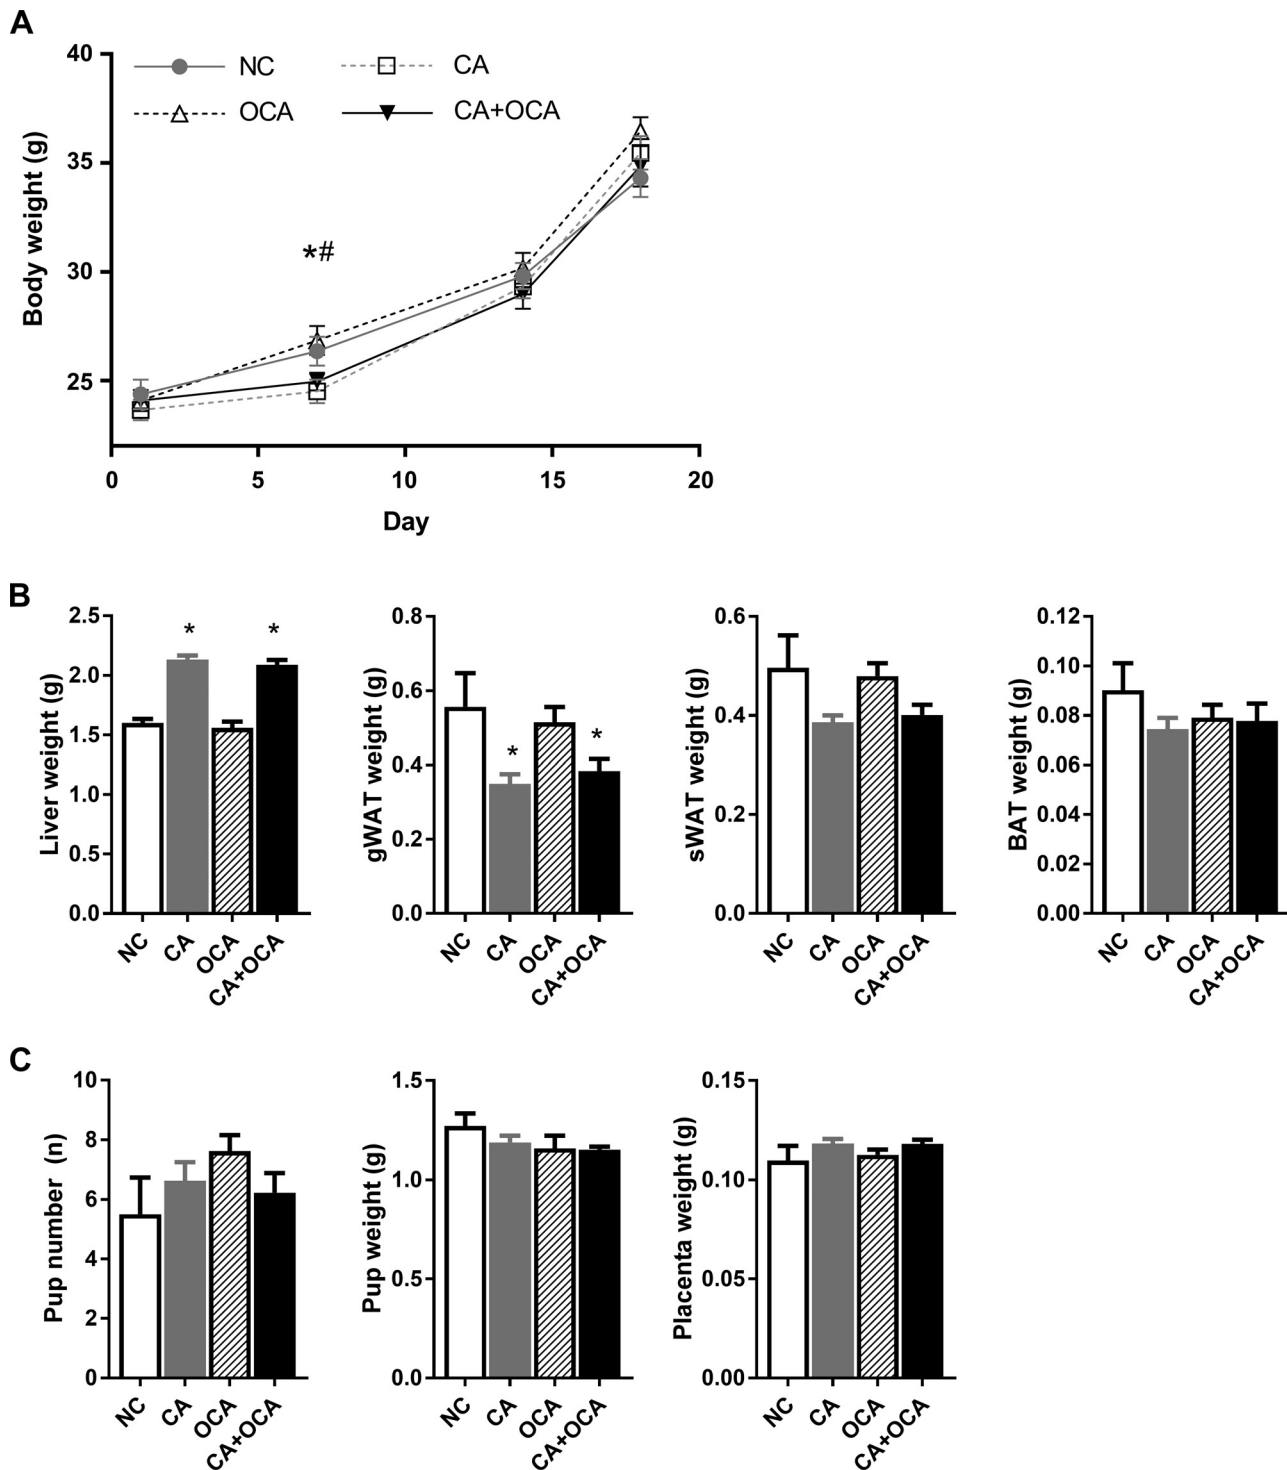 A
40
35
30
25
Body weight (g)
NC
CA
OCA
CA+OCA
*#
0 5 10 15 20
Day
B
2.5
2.0
1.5
1.0
0.5
0.0
Liver weight (g)
* *
NC CA OCA CA+OCA
0.8
0.6
0.4
0.2
0.0
gWAT weight (g)
* *
NC CA OCA CA+OCA
0.6
0.4
0.2
0.0
sWAT weight (g)
NC CA OCA CA+OCA
0.12
0.10
0.08
0.06
0.04
0.02
0.00
BAT weight (g)
NC CA OCA CA+OCA
C
10
8
6
4
2
0
Pup number (n)
NC CA OCA CA+OCA
1.5
1.0
0.5
0.0
Pup weight (g)
NC CA OCA CA+OCA
0.15
0.10
0.05
0.00
Placenta weight (g)
NC CA OCA CA+OCA